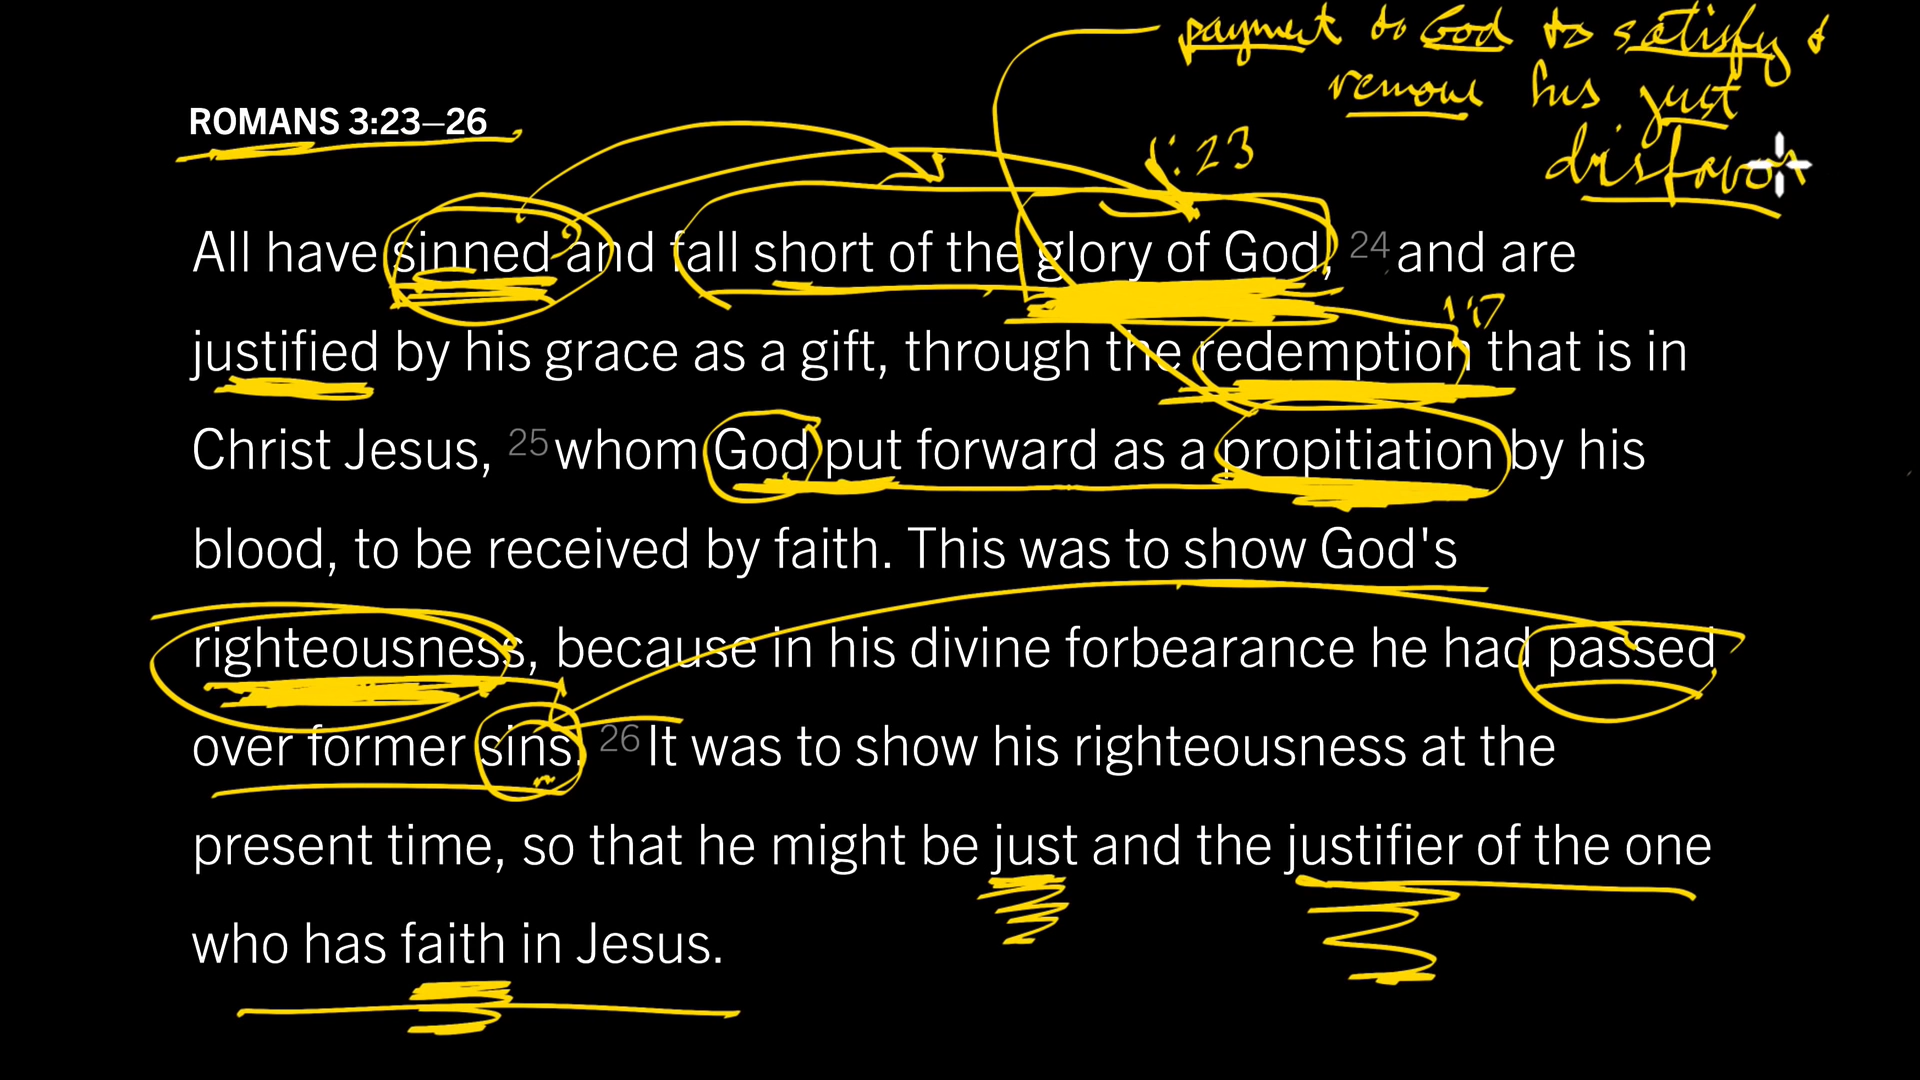 payment to God to satisfy &
remove his just
disfavor
ROMANS 3:23–26
1:23
All have sinned and fall short of the glory of God, 24 and are
justified by his grace as a gift, through the redemption that is in
Christ Jesus, 25 whom God put forward as a propitiation by his
blood, to be received by faith. This was to show God's
righteousness, because in his divine forbearance he had passed
over former sins. 26 It was to show his righteousness at the
present time, so that he might be just and the justifier of the one
who has faith in Jesus.